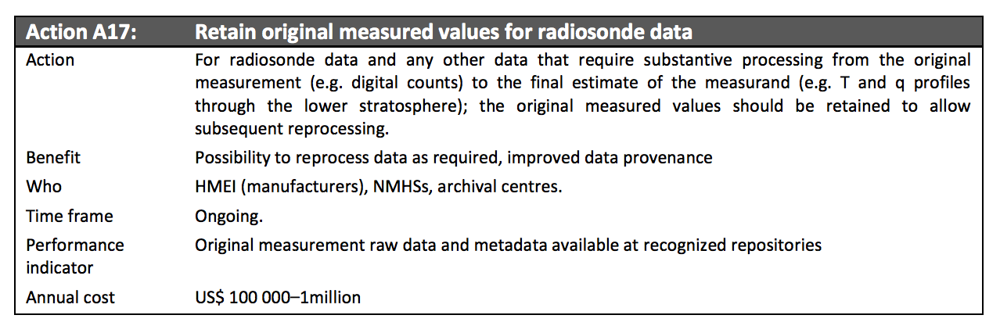 Action A17: Retain original measured values for radiosonde data
Action For radiosonde data and any other data that require substantive processing from the original
measurement (e.g. digital counts) to the final estimate of the measurand (e.g. T and q profiles
through the lower stratosphere); the original measured values should be retained to allow
subsequent reprocessing.
Benefit Possibility to reprocess data as required, improved data provenance
Who HMEI (manufacturers), NMHSs, archival centres.
Time frame Ongoing.
Performance Original measurement raw data and metadata available at recognized repositories
indicator
Annual cost US$ 100 000–1million